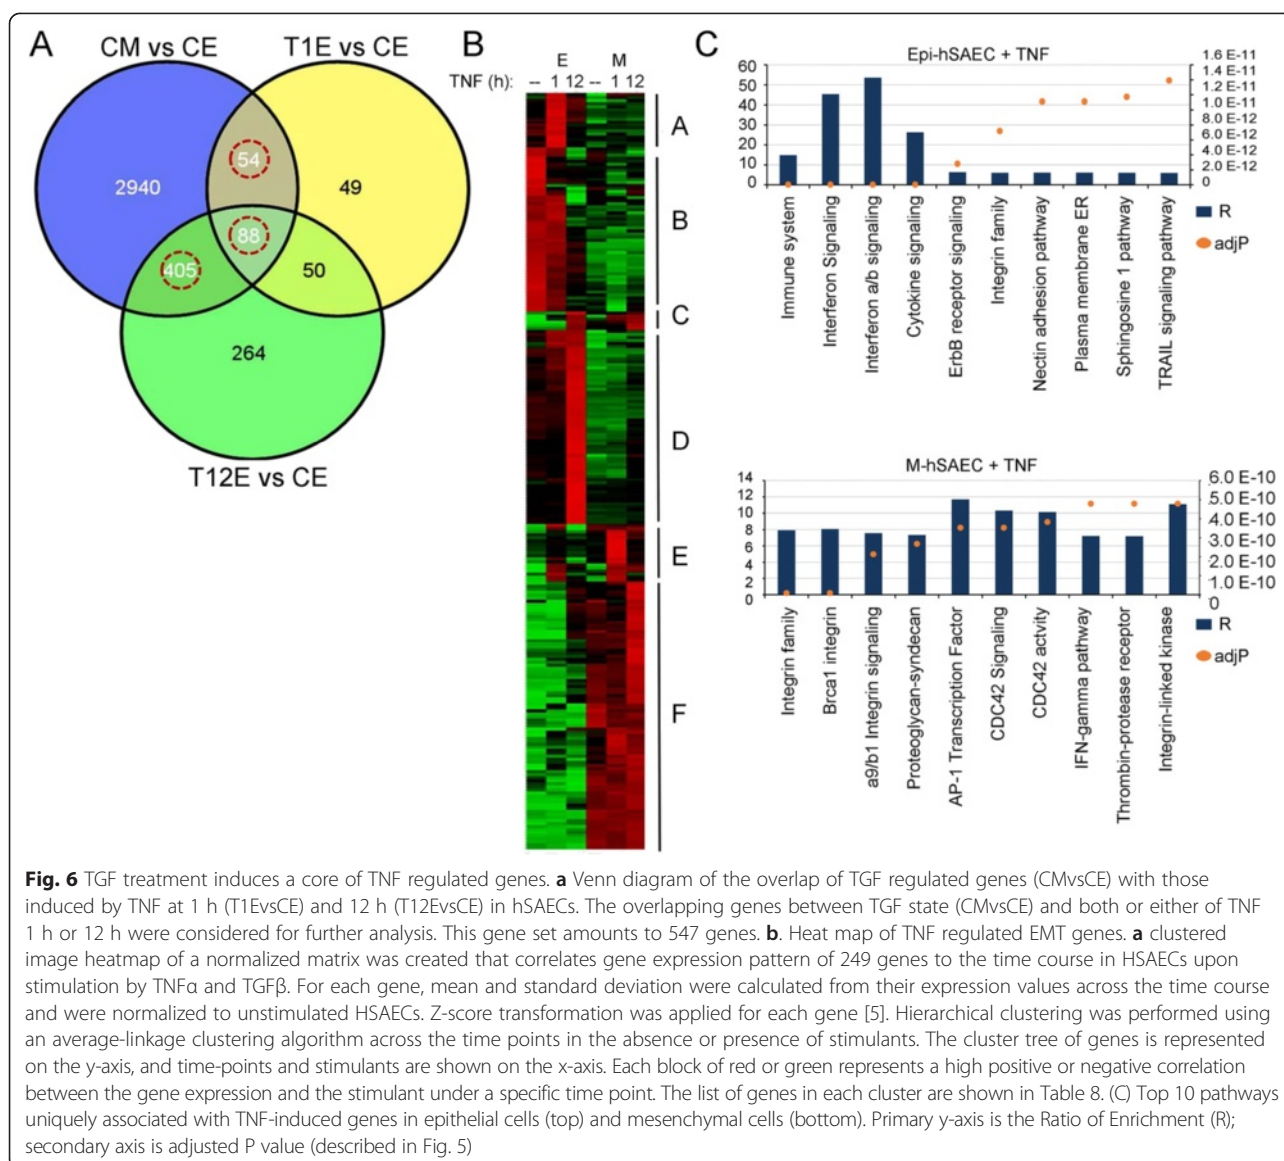 A
CM vs CE
T1E vs CE
54
2940
49
88
405
50
264
T12E vs CE
B
E M
TNF (h): -- 1 12 -- 1 12
A
B
C
D
E
F
C
Epi-hSAEC + TNF
60
50
40
30
20
10
0
1.6 E-11
1.4 E-11
1.2 E-11
1.0 E-11
8.0 E-12
6.0 E-12
4.0 E-12
2.0 E-12
0
R
adjP
Immune system
Interferon Signaling
Interferon a/b signaling
Cytokine signaling
ErbB receptor signaling
Integrin family
Nectin adhesion pathway
Plasma membrane ER
Sphingosine 1 pathway
TRAIL signaling pathway
M-hSAEC + TNF
14
12
10
8
6
4
2
0
6.0 E-10
5.0 E-10
4.0 E-10
3.0 E-10
2.0 E-10
1.0 E-10
0
R
adjP
Integrin family
Brca1 integrin
a9/b1 Integrin signaling
Proteoglycan-syndecan
AP-1 Transcription Factor
CDC42 Signaling
CDC42 actvity
IFN-gamma pathway
Thrombin-protease receptor
Integrin-linked kinase
Fig. 6 TGF treatment induces a core of TNF regulated genes. a Venn diagram of the overlap of TGF regulated genes (CMvsCE) with those
induced by TNF at 1 h (T1EvsCE) and 12 h (T12EvsCE) in hSAECs. The overlapping genes between TGF state (CMvsCE) and both or either of TNF
1 h or 12 h were considered for further analysis. This gene set amounts to 547 genes. b. Heat map of TNF regulated EMT genes. a clustered
image heatmap of a normalized matrix was created that correlates gene expression pattern of 249 genes to the time course in HSAECs upon
stimulation by TNFα and TGFβ. For each gene, mean and standard deviation were calculated from their expression values across the time course
and were normalized to unstimulated HSAECs. Z-score transformation was applied for each gene [5]. Hierarchical clustering was performed using
an average-linkage clustering algorithm across the time points in the absence or presence of stimulants. The cluster tree of genes is represented
on the y-axis, and time-points and stimulants are shown on the x-axis. Each block of red or green represents a high positive or negative correlation
between the gene expression and the stimulant under a specific time point. The list of genes in each cluster are shown in Table 8. (C) Top 10 pathways
uniquely associated with TNF-induced genes in epithelial cells (top) and mesenchymal cells (bottom). Primary y-axis is the Ratio of Enrichment (R);
secondary axis is adjusted P value (described in Fig. 5)